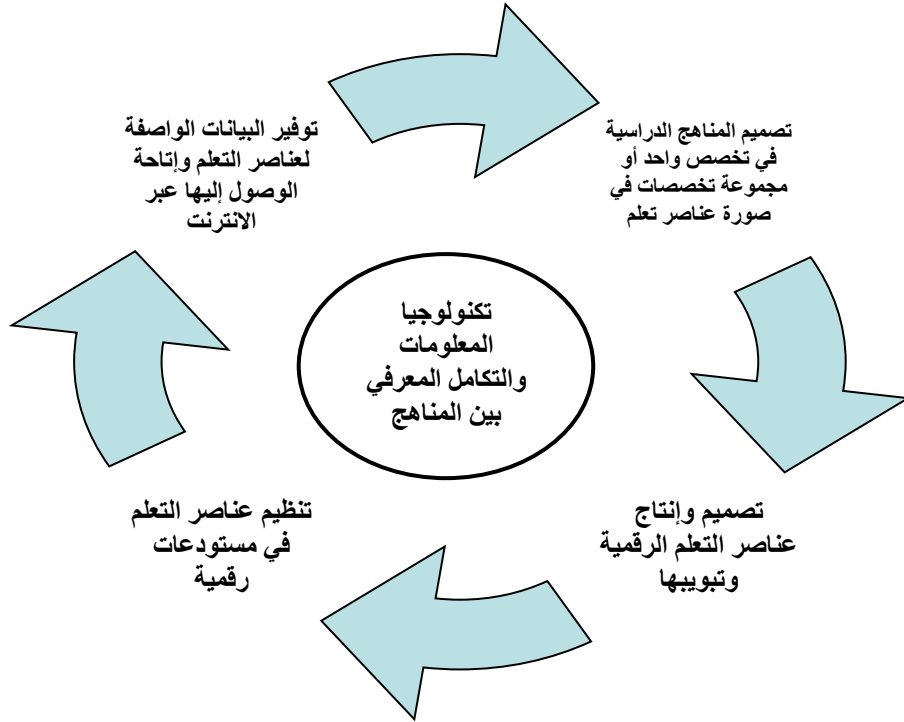 توفير البيانات الواصفة
لعناصر التعلم وإتاحة
الوصول إليها عبر
الانترنت
تصميم المناهج الدراسية
في تخصص واحد أو
مجموعة تخصصات في
صورة عناصر تعلم
تكنولوجيا
المعلومات
والتكامل المعرفي
بين المناهج
تصميم وإنتاج
عناصر التعلم الرقمية
وتبويبها
تنظيم عناصر التعلم
في مستودعات
رقمية